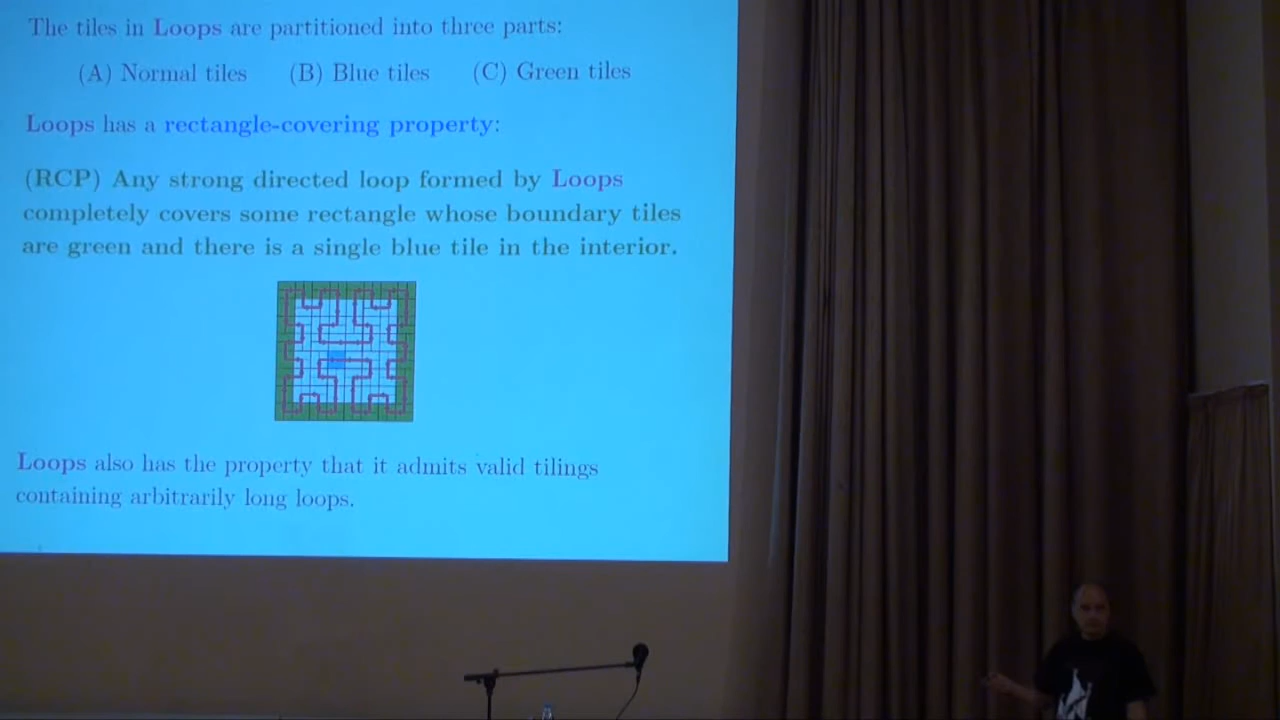 The tiles in Loops are partitioned into three parts:
(A) Normal tiles (B) Blue tiles (C) Green tiles
Loops has a rectangle-covering property:
(RCP) Any strong directed loop formed by Loops
completely covers some rectangle whose boundary tiles
are green and there is a single blue tile in the interior.
Loops also has the property that it admits valid tilings
containing arbitrarily long loops.